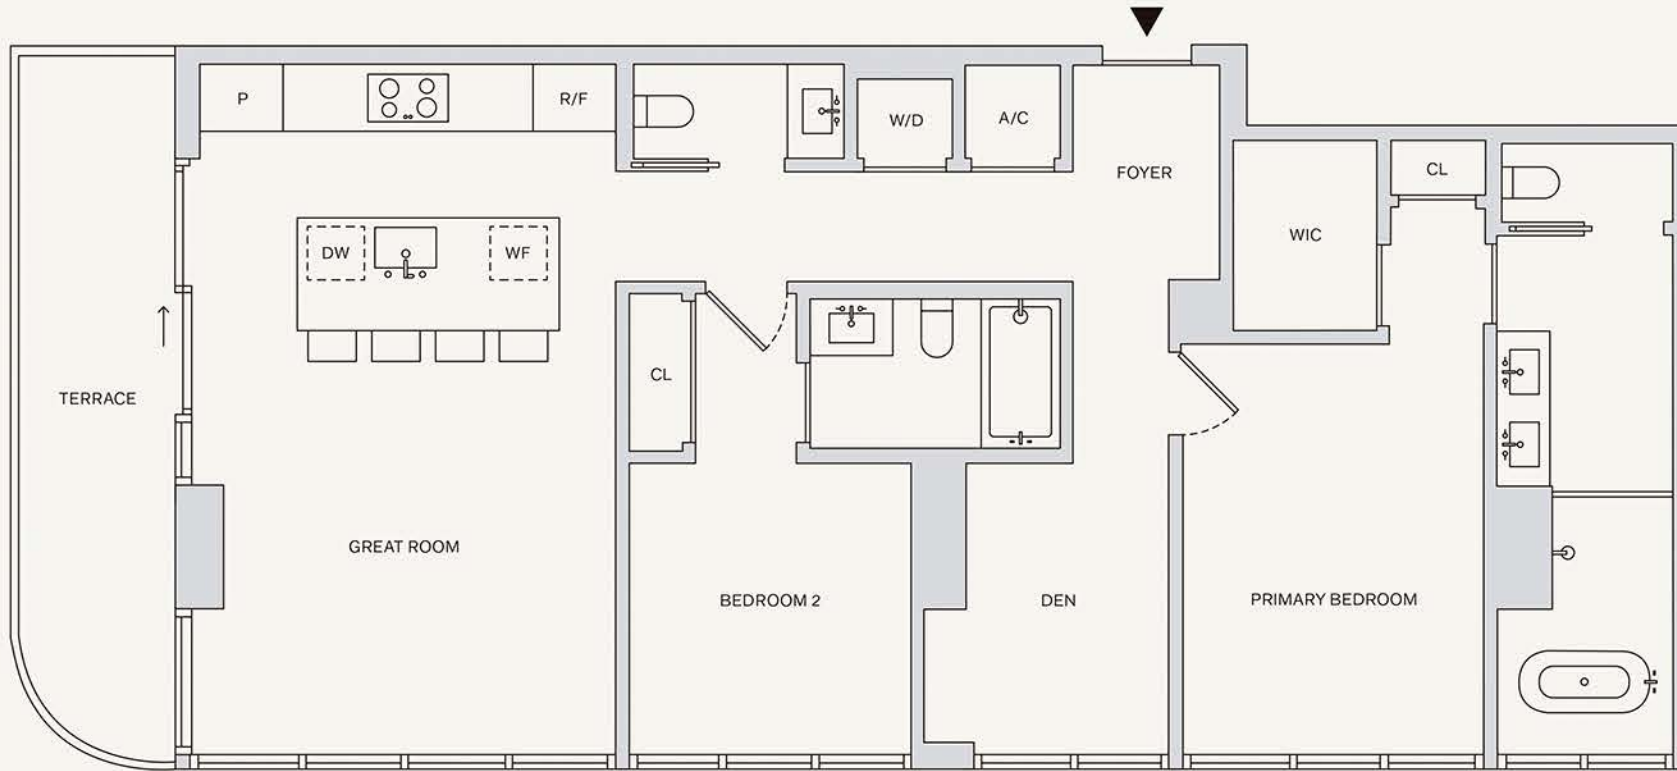 P
R/F
W/D
A/C
FOYER
CL
WIC
DW
WF
CL
TERRACE
GREAT ROOM
BEDROOM 2
DEN
PRIMARY BEDROOM